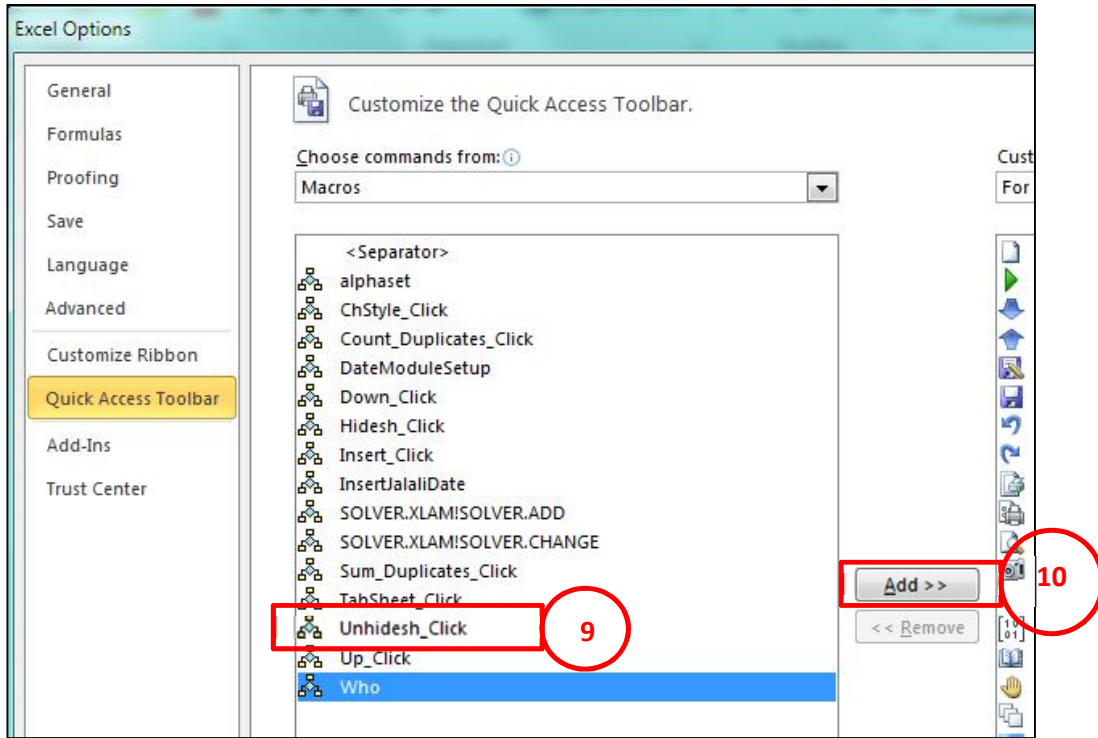 Excel Options
General
Formulas
Proofing
Save
Language
Advanced
Customize Ribbon
Quick Access Toolbar
Add-Ins
Trust Center
Customize the Quick Access Toolbar.
Choose commands from:
Macros
<Separator>
alphaset
ChStyle_Click
Count_Duplicates_Click
DateModuleSetup
Down_Click
Hidesh_Click
Insert_Click
InsertJalaliDate
SOLVER.XLAM!SOLVER.ADD
SOLVER.XLAM!SOLVER.CHANGE
Sum_Duplicates_Click
TabSheet_Click
Unhidesh_Click
9
Up_Click
Who
Add >>
10
<< Remove
Cust
For